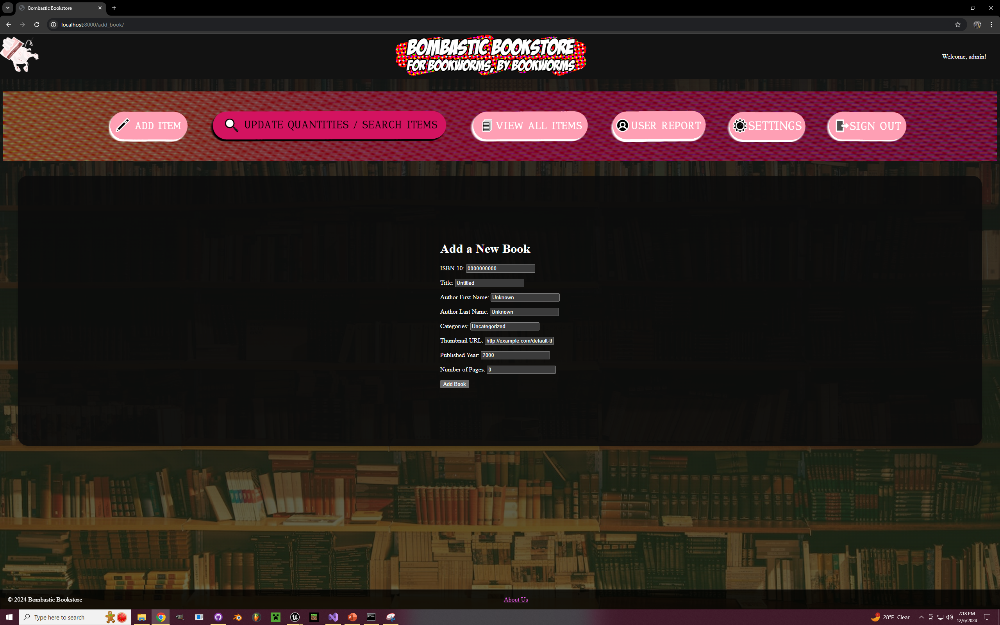 Bombastic Bookstore
localhost:8000/add_book/
BOMBASTIC BOOKSTORE
FOR BOOKWORMS, BY BOOKWORMS
Welcome, admin!
ADD ITEM
UPDATE QUANTITIES / SEARCH ITEMS
VIEW ALL ITEMS
USER REPORT
SETTINGS
SIGN OUT
Add a New Book
ISBN-10: 0000000000
Title: Untitled
Author First Name: Unknown
Author Last Name: Unknown
Categories: Uncategorized
Thumbnail URL: http://example.com/default-th
Published Year: 2000
Number of Pages: 0
Add Book
© 2024 Bombastic Bookstore
About Us
Type here to search
1
28°F Clear
7:18 PM
12/6/2024